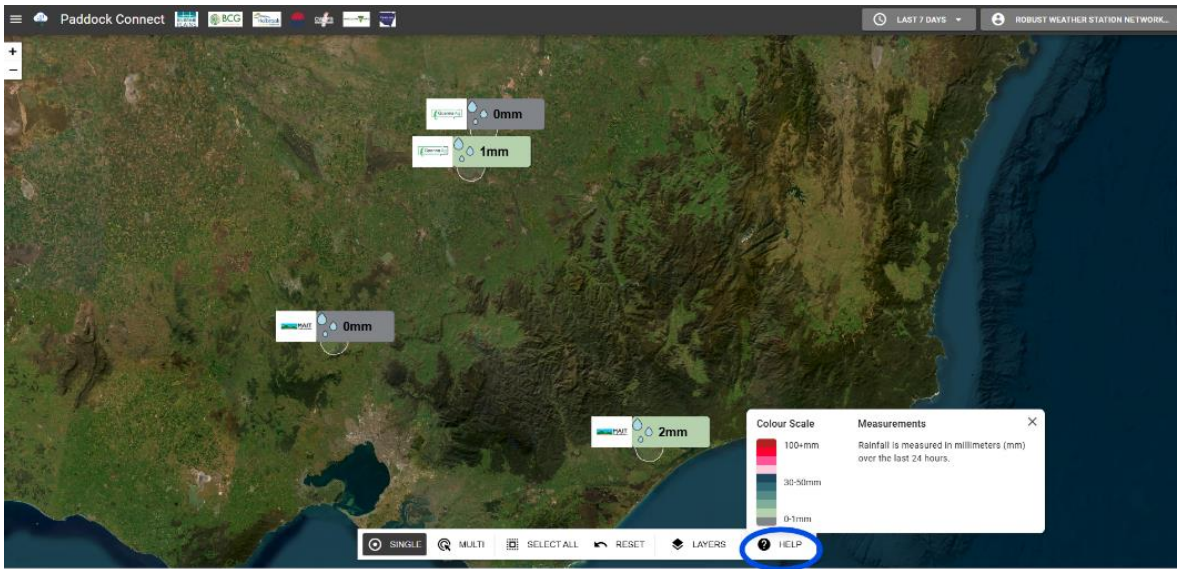 Paddock Connect
BCG
LAST 7 DAYS
ROBUST WEATHER STATION NETWORK...
+
−
0mm
1mm
HAIT
0mm
HAIT
2mm
Colour Scale
100+mm
30-50mm
0-1mm
Measurements
Rainfall is measured in millimeters (mm)
over the last 24 hours.
SINGLE
MULTI
SELECT ALL
RESET
LAYERS
HELP